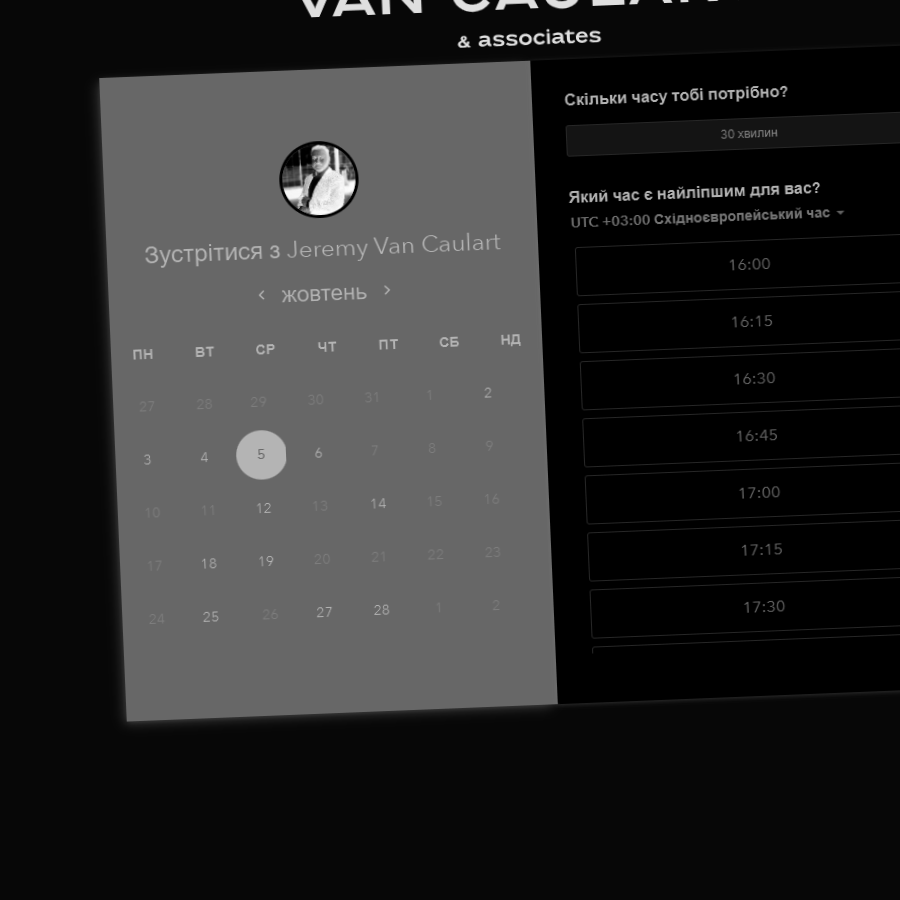 VAN CAULAR
& associates
Зустрітися з Jeremy Van Caulart
жовтень
ПН ВТ СР ЧТ ПТ СБ НД
27 28 29 30 31 1 2
3 4 5 6 7 8 9
10 11 12 13 14 15 16
17 18 19 20 21 22 23
24 25 26 27 28 1 2
Скільки часу тобі потрібно?
30 хвилин
Який час є найліпшим для вас?
UTC +03:00 Східноєвропейський час
16:00
16:15
16:30
16:45
17:00
17:15
17:30